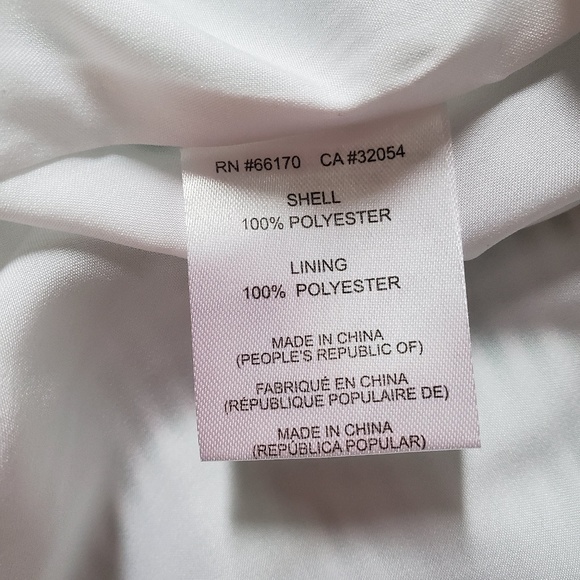 RN #66170 CA #32054
SHELL
100% POLYESTER
LINING
100% POLYESTER
MADE IN CHINA
(PEOPLE'S REPUBLIC OF)
FABRIQUÉ EN CHINA
(RÉPUBLIQUE POPULAIRE DE)
MADE IN CHINA
(REPÚBLICA POPULAR)